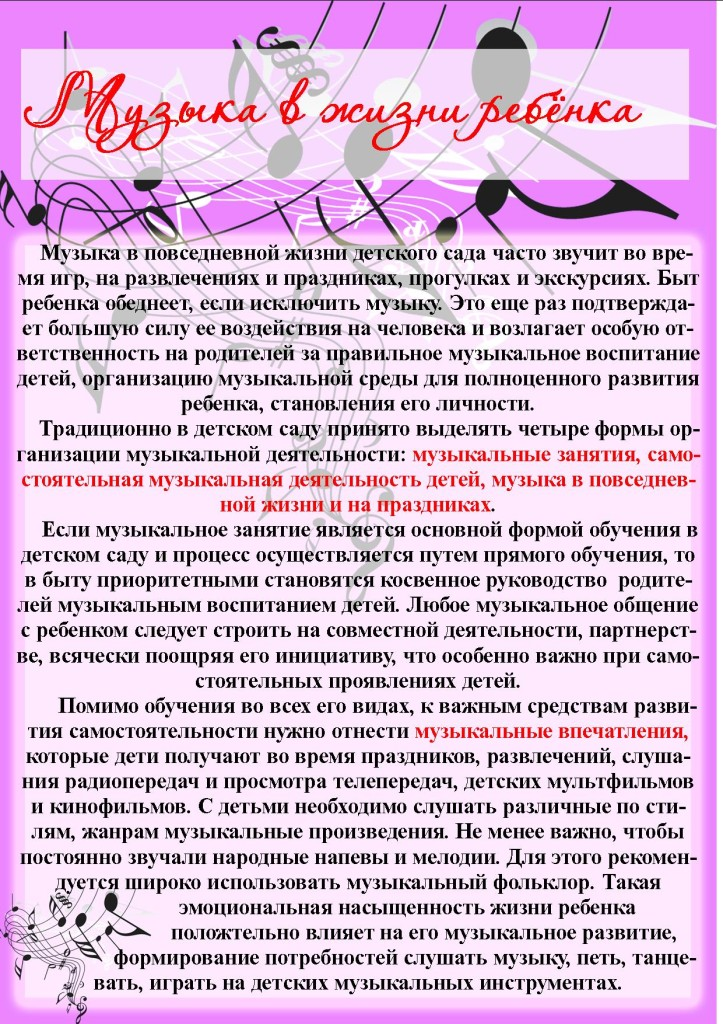 Музыка в жизни ребёнка
Музыка в повседневной жизни детского сада часто звучит во вре-
мя игр, на развлечениях и праздниках, прогулках и экскурсиях. Быт
ребенка обеднеет, если исключить музыку. Это еще раз подтвержда-
ет большую силу ее воздействия на человека и возлагает особую от-
ветственность на родителей за правильное музыкальное воспитание
детей, организацию музыкальной среды для полноценного развития
ребенка, становления его личности.
Традиционно в детском саду принято выделять четыре формы ор-
ганизации музыкальной деятельности: музыкальные занятия, само-
стоятельная музыкальная деятельность детей, музыка в повседнев-
ной жизни и на праздниках.
Если музыкальное занятие является основной формой обучения в
детском саду и процесс осуществляется путем прямого обучения, то
в быту приоритетными становятся косвенное руководство родите-
лей музыкальным воспитанием детей. Любое музыкальное общение
с ребенком следует строить на совместной деятельности, партнерст-
ве, всячески поощряя его инициативу, что особенно важно при само-
стоятельных проявлениях детей.
Помимо обучения во всех его видах, к важным средствам разви-
тия самостоятельности нужно отнести музыкальные впечатления,
которые дети получают во время праздников, развлечений, слуша-
ния радиопередач и просмотра телепередач, детских мультфильмов
и кинофильмов. С детьми необходимо слушать различные по сти-
лям, жанрам музыкальные произведения. Не менее важно, чтобы
постоянно звучали народные напевы и мелодии. Для этого рекомен-
дуется широко использовать музыкальный фольклор. Такая
эмоциональная насыщенность жизни ребенка
положтельно влияет на его музыкальное развитие,
формирование потребностей слушать музыку, петь, танце-
вать, играть на детских музыкальных инструментах.